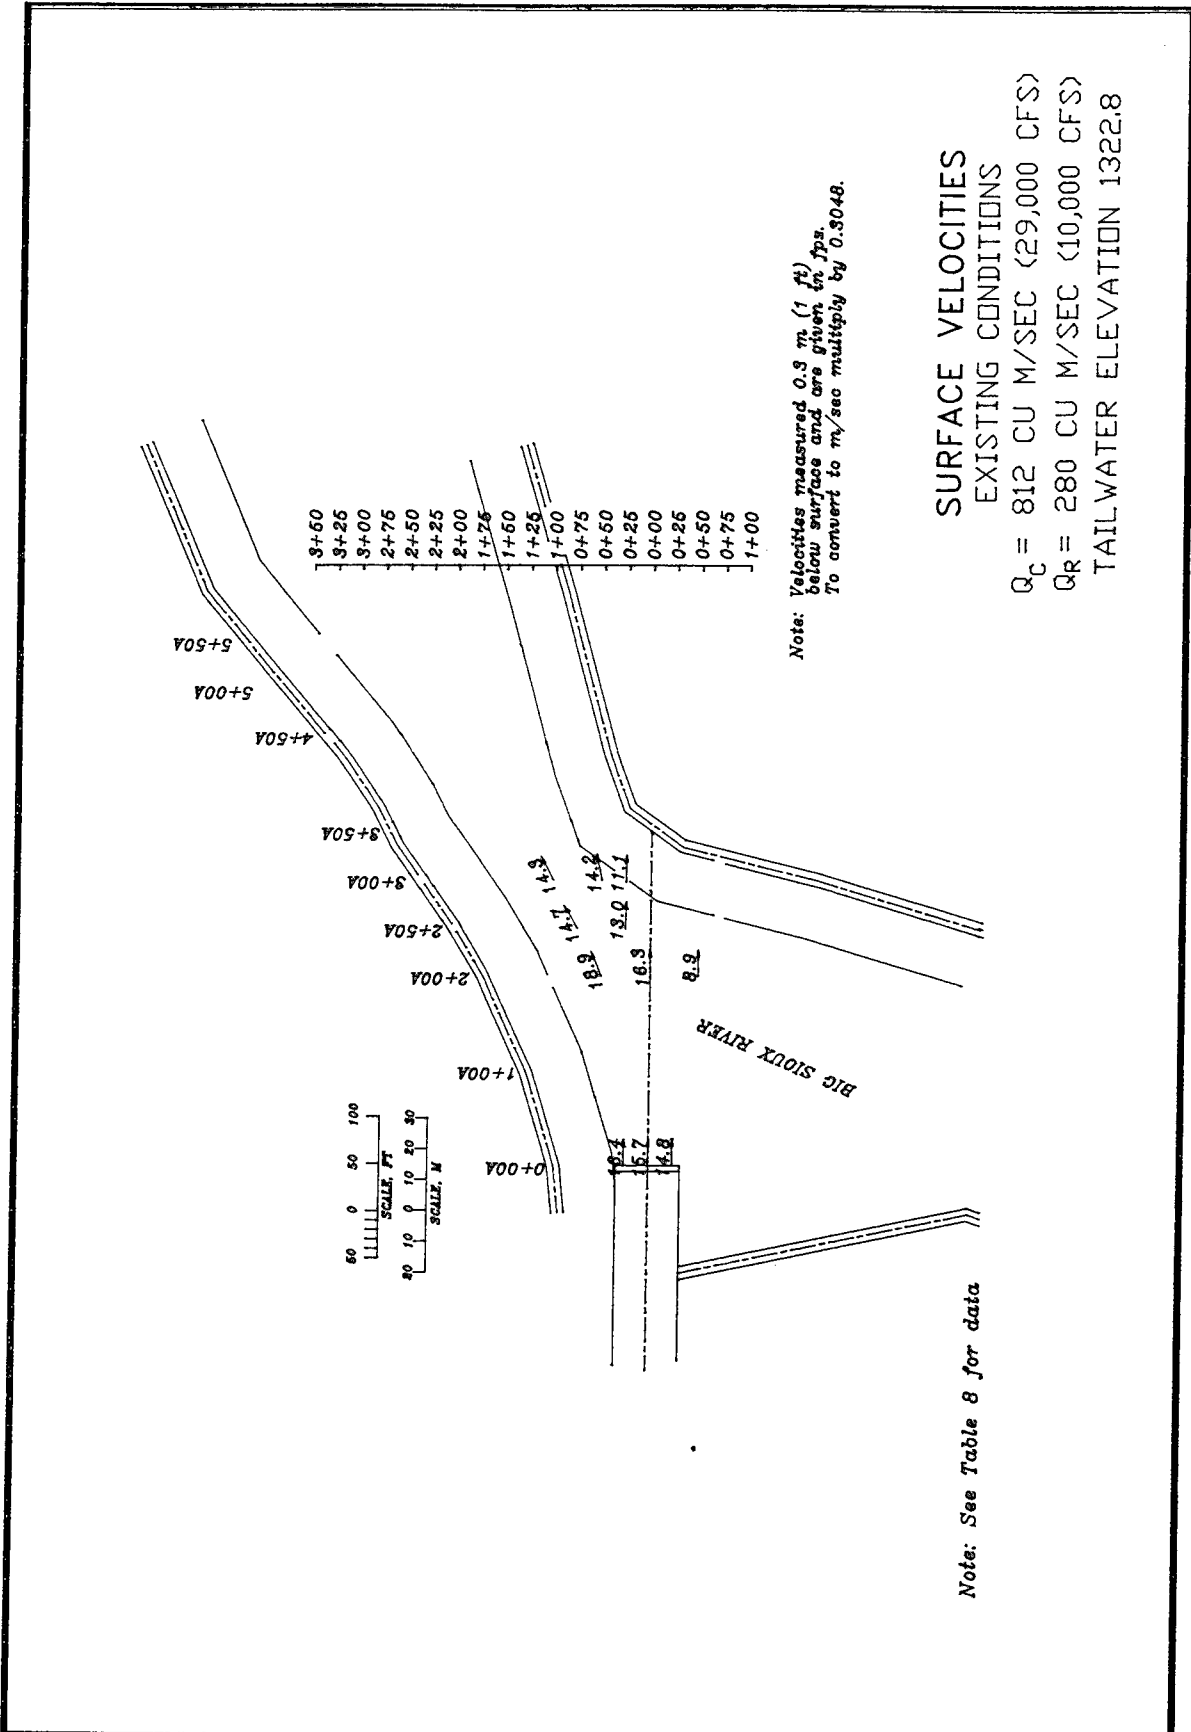 5+50A
5+00A
4+50A
3+50A
3+00A
2+50A
2+00A
1+00A
0+00A
50 0 50 100
SCALE, FT
20 10 0 10 20 30
SCALE, M
3+50
3+25
3+00
2+75
2+50
2+25
2+00
1+75
1+50
1+25
1+00
0+75
0+50
0+25
0+00
0+25
0+50
0+75
1+00
14.7
14.2
11.1
13.0
16.3
8.9
15.7
14.8
BIG SIOUX RIVER
Note: Velocities measured 0.3 m (1 ft)
below surface and are given in fps.
To convert to m/sec multiply by 0.3048.
Note: See Table 8 for data
SURFACE VELOCITIES
EXISTING CONDITIONS
QC = 812 CU M/SEC (29,000 CFS)
QR = 280 CU M/SEC (10,000 CFS)
TAILWATER ELEVATION 1322.8